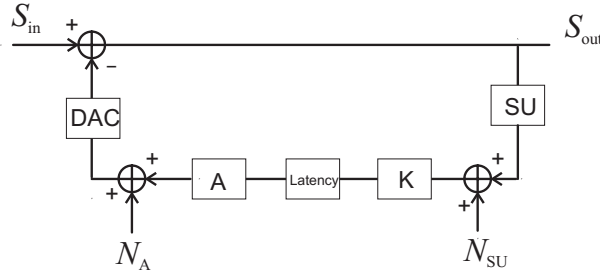 S_in + S_out
−
DAC SU
+ + +
+ A Latency K +
N_A N_SU